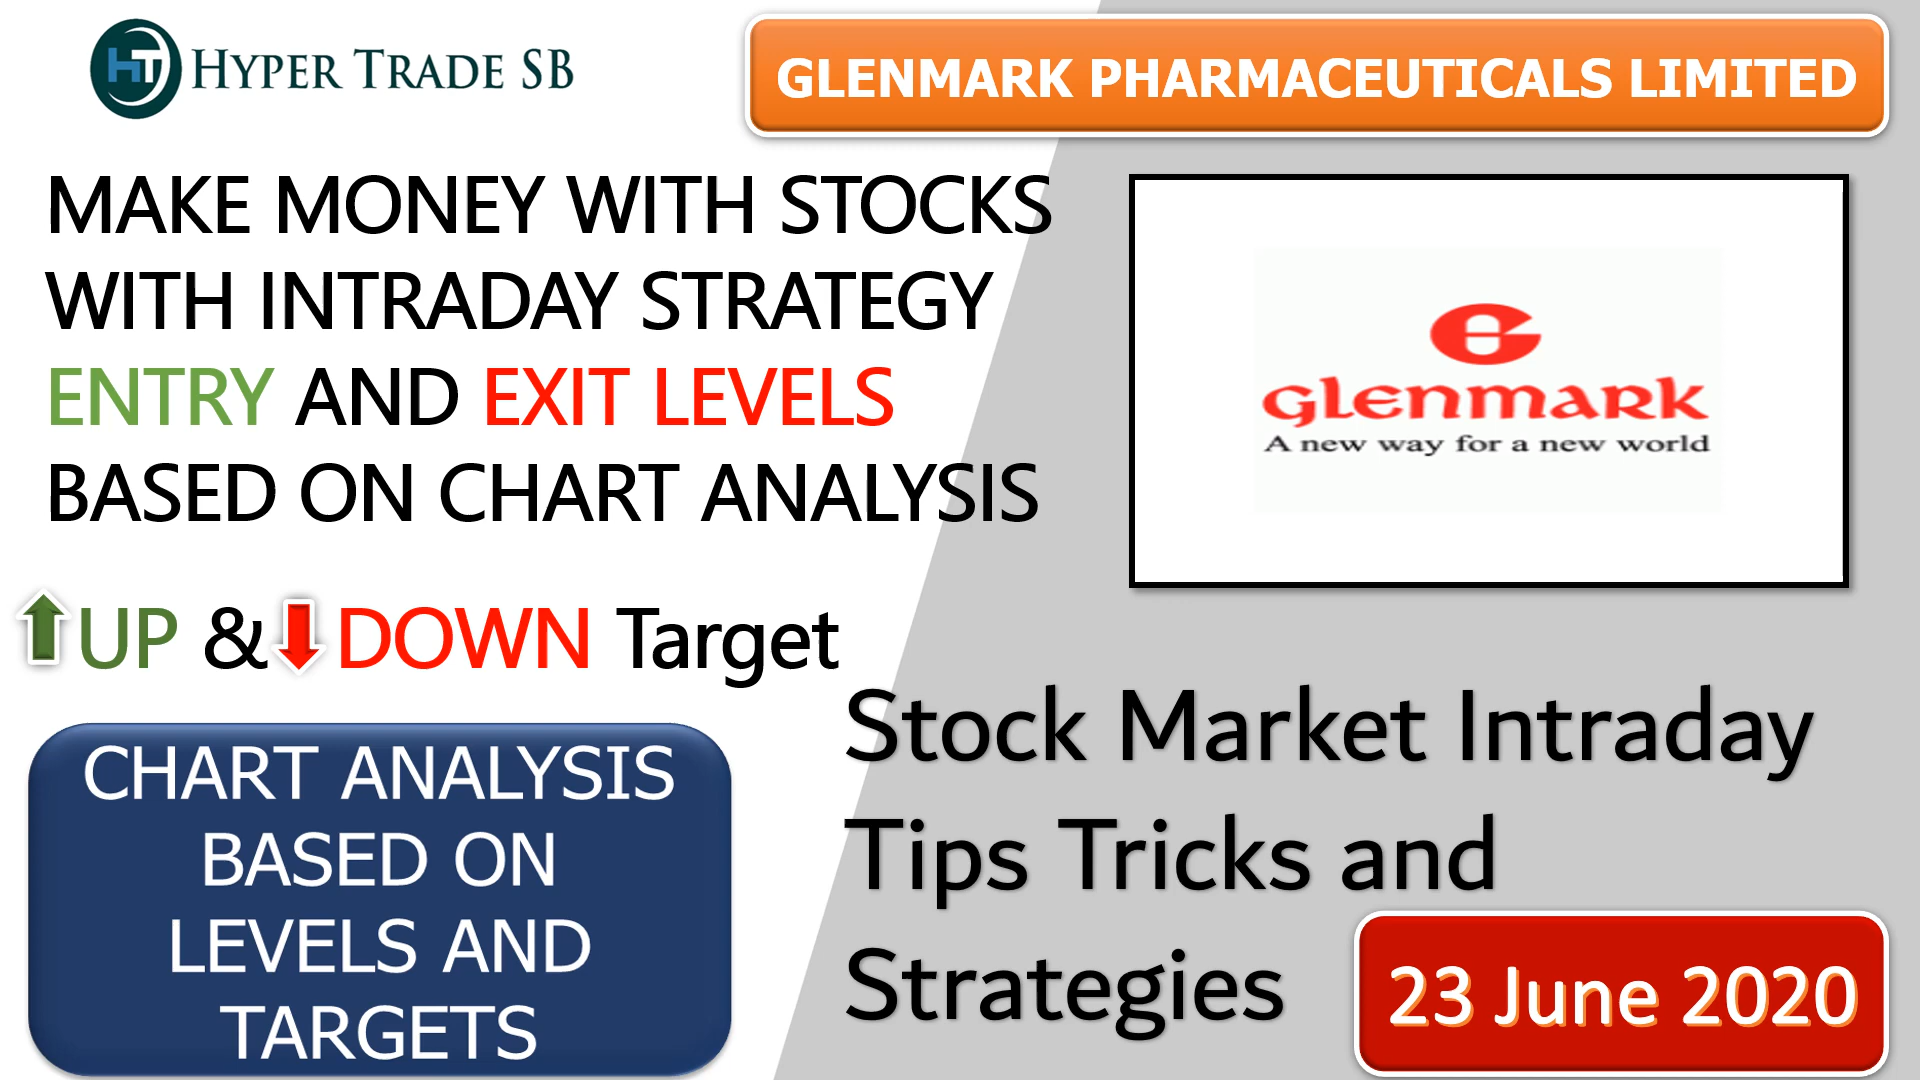 HT HYPER TRADE SB
GLENMARK PHARMACEUTICALS LIMITED
MAKE MONEY WITH STOCKS
WITH INTRADAY STRATEGY
ENTRY AND EXIT LEVELS
BASED ON CHART ANALYSIS
glenmark
A new way for a new world
UP & DOWN Target
CHART ANALYSIS
BASED ON
LEVELS AND
TARGETS
Stock Market Intraday
Tips Tricks and
Strategies
23 June 2020